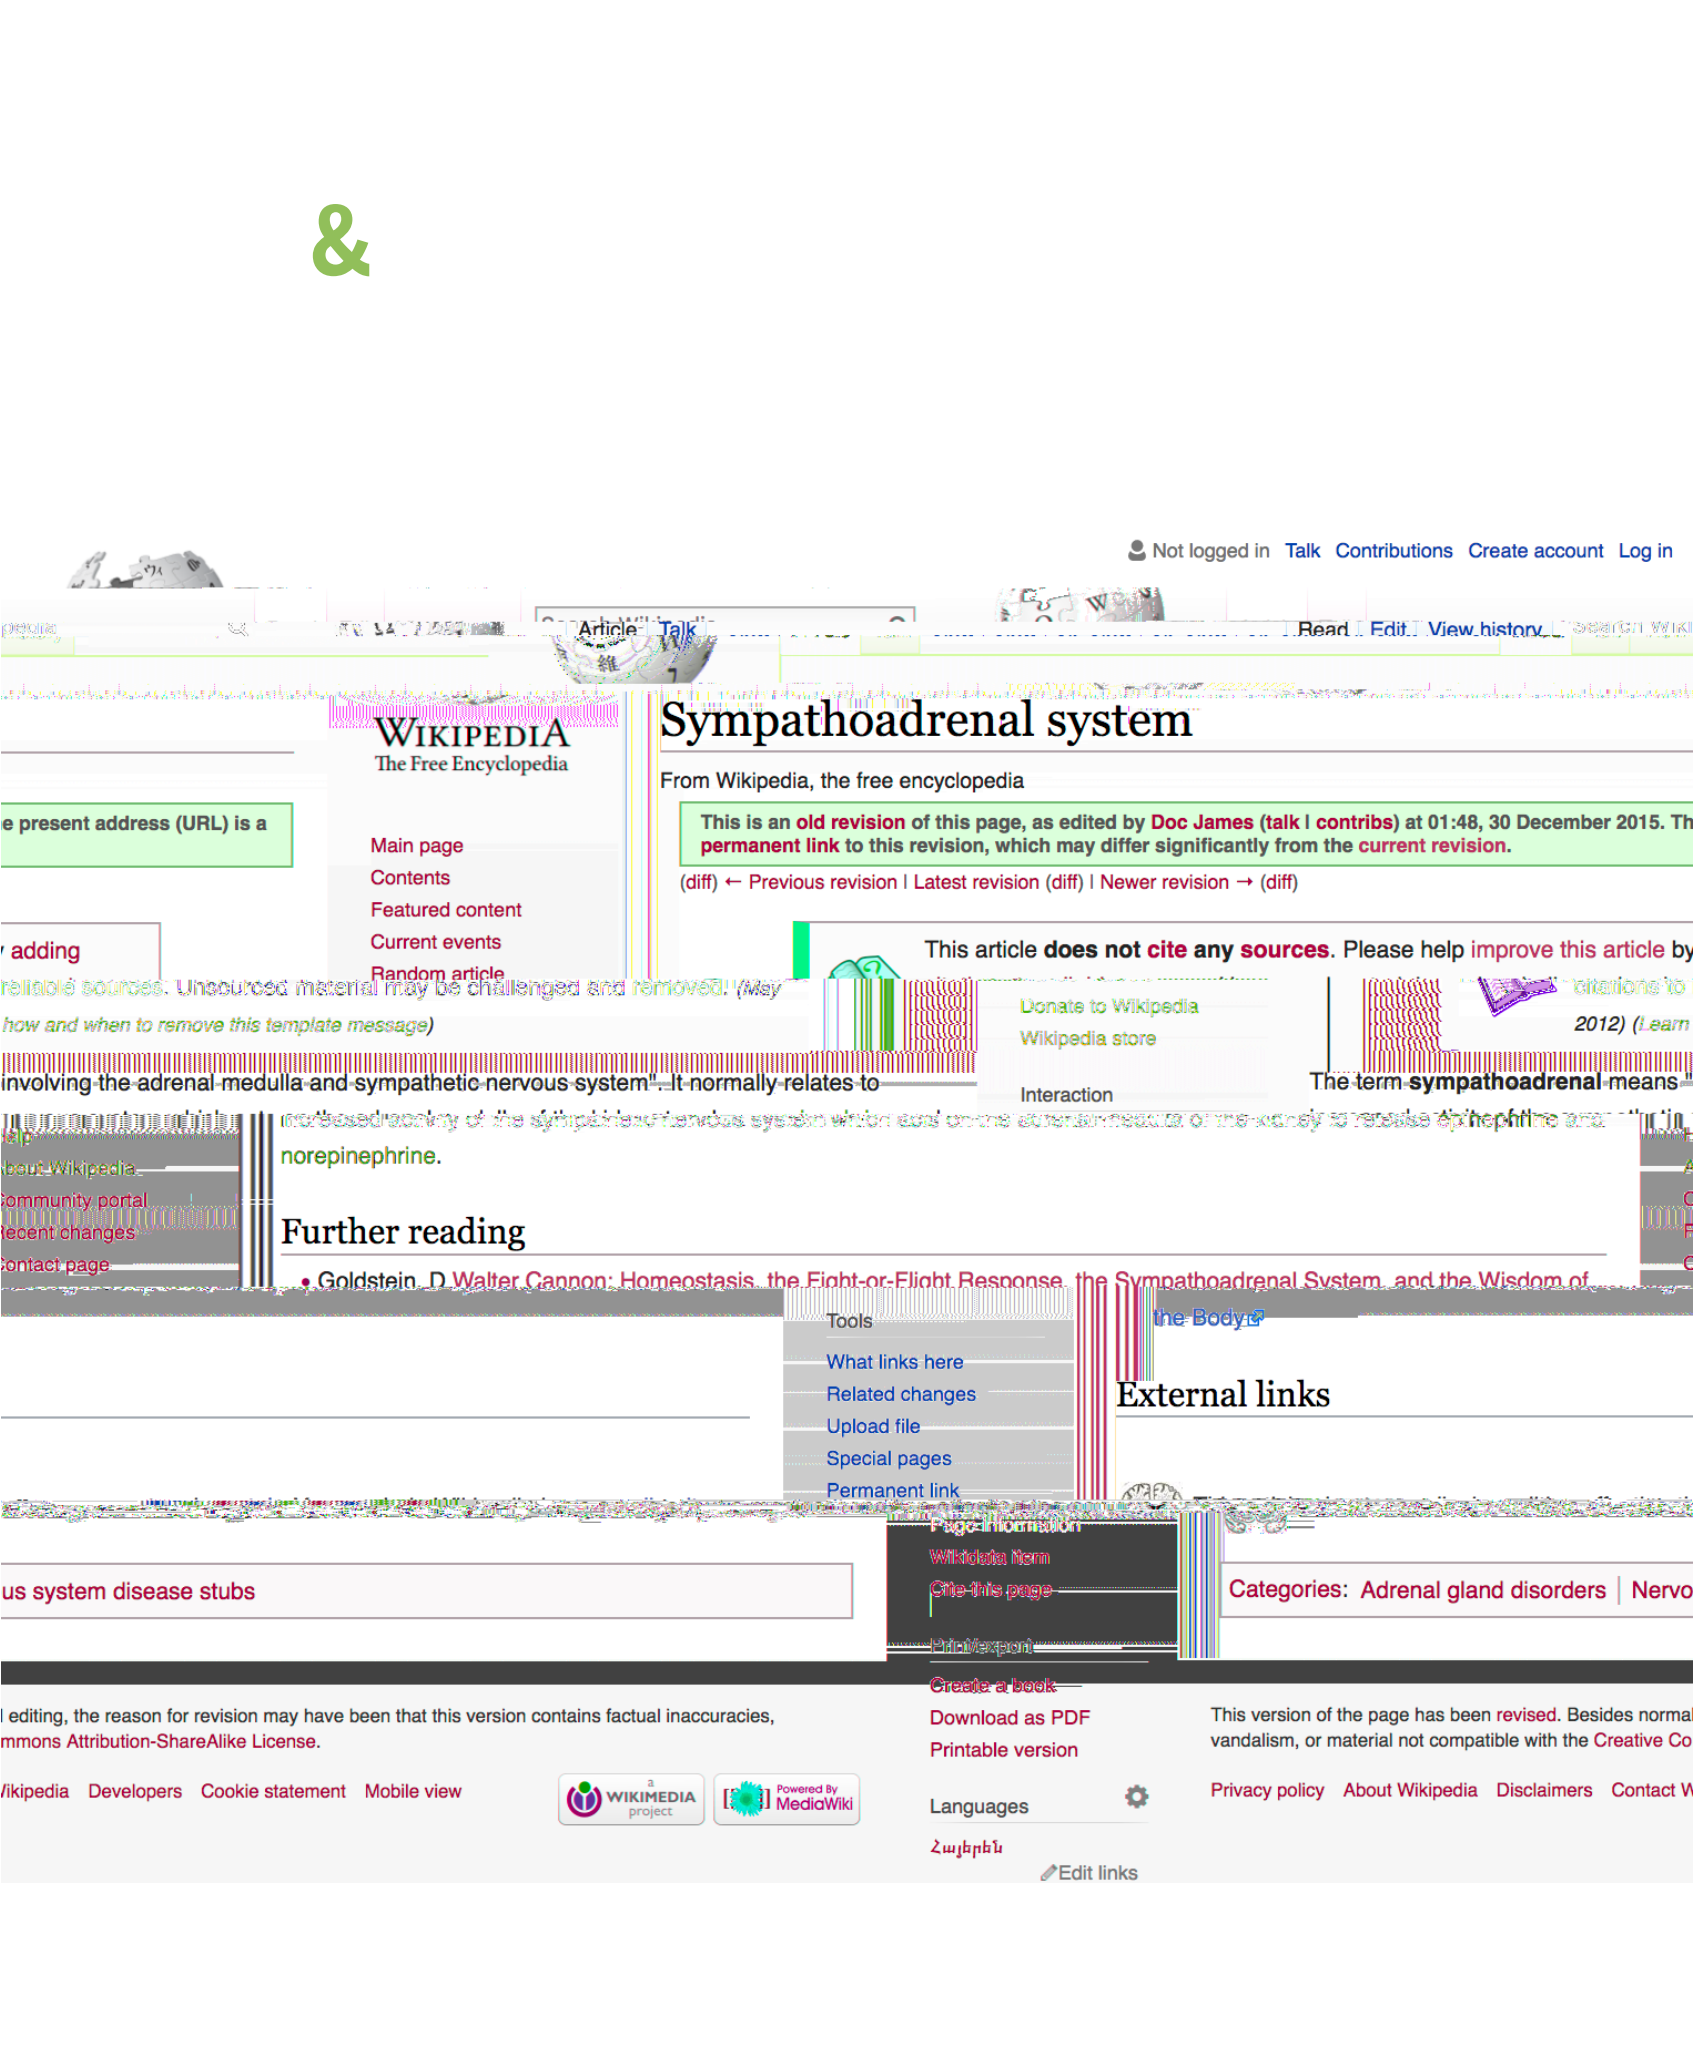 &
Not logged in Talk Contributions Create account Log in
Article Talk
Read Edit View history
WIKIPEDIA
The Free Encyclopedia
Sympathoadrenal system
From Wikipedia, the free encyclopedia
e present address (URL) is a
This is an old revision of this page, as edited by Doc James (talk | contribs) at 01:48, 30 December 2015. Th
permanent link to this revision, which may differ significantly from the current revision.
(diff) ← Previous revision | Latest revision (diff) | Newer revision → (diff)
Main page
Contents
Featured content
Current events
Random article
adding
This article does not cite any sources. Please help improve this article by
reliable sources. Unsourced material may be challenged and removed. (May
citations to
how and when to remove this template message)
2012) (Learn
Donate to Wikipedia
Wikipedia store
Interaction
involving the adrenal medulla and sympathetic nervous system". It normally relates to
The term sympathoadrenal means "
norepinephrine.
About Wikipedia
Community portal
Recent changes
Contact page
Further reading
• Goldstein, D Walter Cannon: Homeostasis, the Fight-or-Flight Response, the Sympathoadrenal System, and the Wisdom of
the Body
Tools
What links here
Related changes
Upload file
Special pages
Permanent link
External links
Page information
Wikidata item
Cite this page
us system disease stubs
Categories: Adrenal gland disorders | Nervo
Print/export
Create a book
Download as PDF
Printable version
editing, the reason for revision may have been that this version contains factual inaccuracies,
mmons Attribution-ShareAlike License.
This version of the page has been revised. Besides normal
vandalism, or material not compatible with the Creative Co
Wikipedia Developers Cookie statement Mobile view
a WIKIMEDIA project
Powered By MediaWiki
Languages
Privacy policy About Wikipedia Disclaimers Contact W
Հայերեն
Edit links